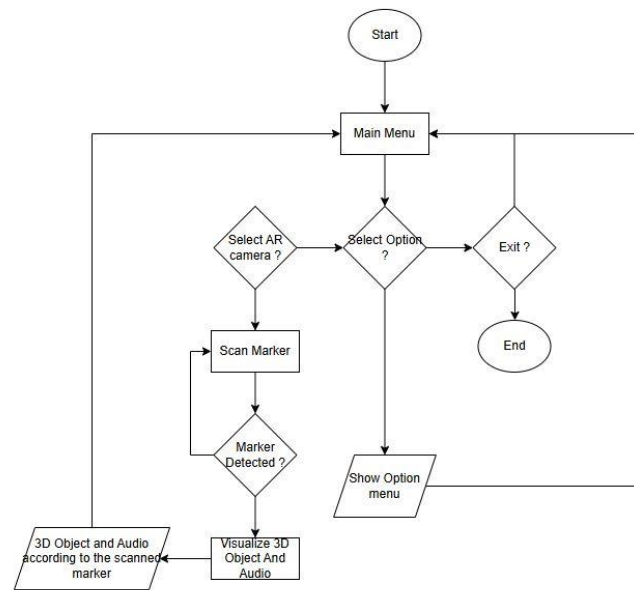 Start
Main Menu
Select AR
camera ?
Select Option
?
Exit ?
Scan Marker
End
Marker
Detected ?
Show Option
menu
3D Object and Audio
according to the scanned
marker
Visualize 3D
Object And
Audio